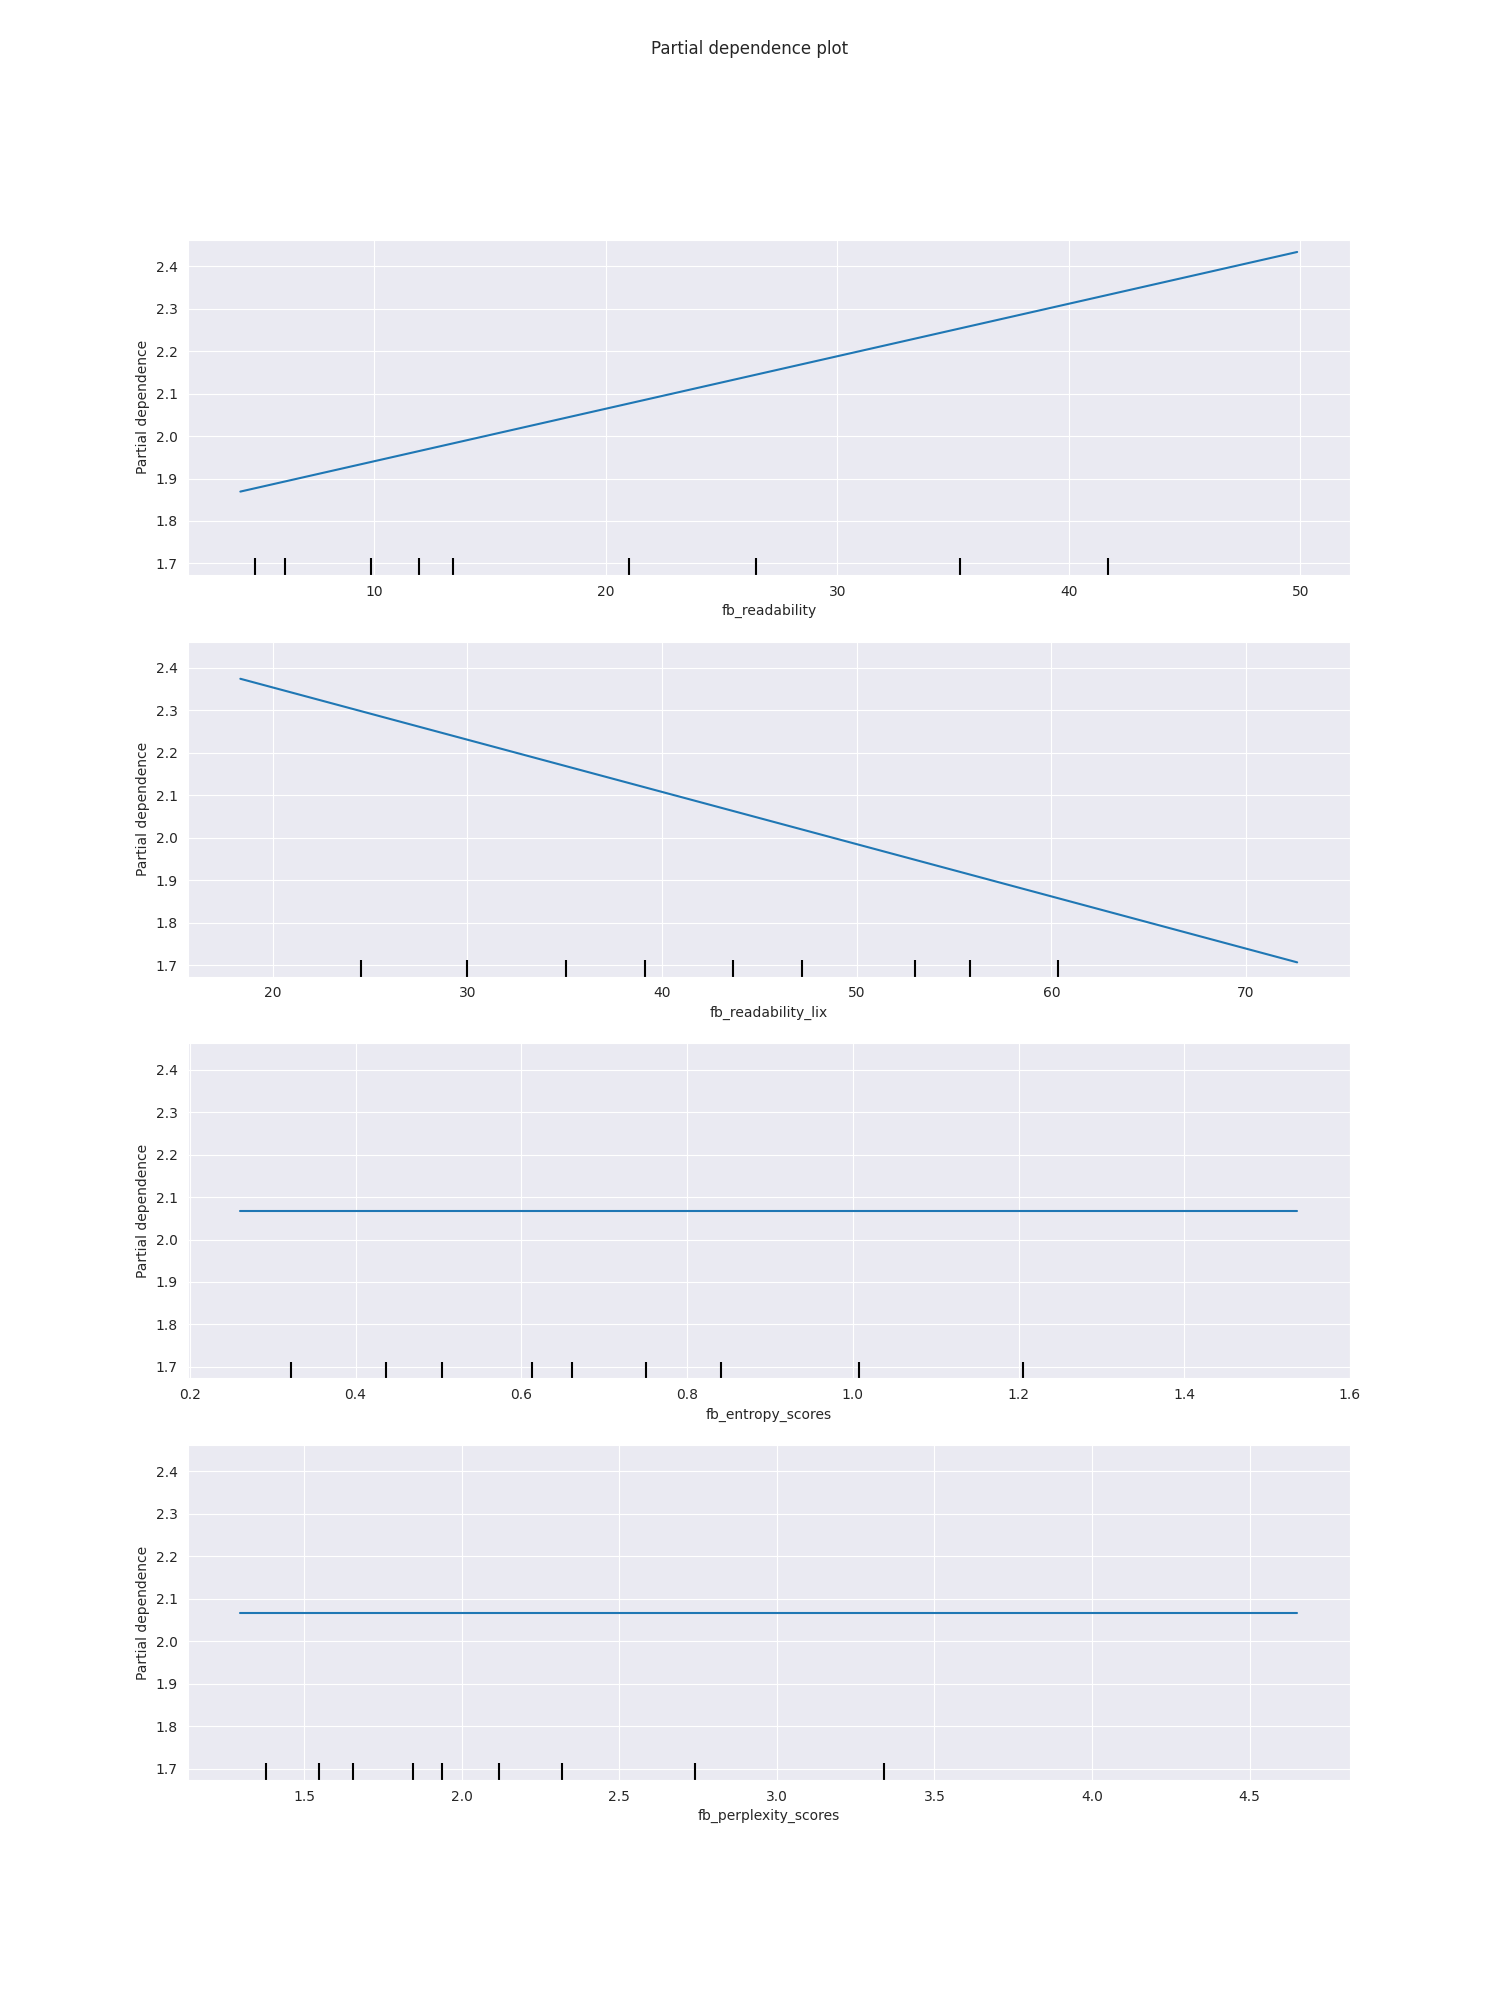 Partial dependence plot
2.4
2.3
2.2
2.1
2.0
1.9
1.8
1.7
Partial dependence
10 20 30 40 50
fb_readability
2.4
2.3
2.2
2.1
2.0
1.9
1.8
1.7
Partial dependence
20 30 40 50 60 70
fb_readability_lix
2.4
2.3
2.2
2.1
2.0
1.9
1.8
1.7
Partial dependence
0.2 0.4 0.6 0.8 1.0 1.2 1.4 1.6
fb_entropy_scores
2.4
2.3
2.2
2.1
2.0
1.9
1.8
1.7
Partial dependence
1.5 2.0 2.5 3.0 3.5 4.0 4.5
fb_perplexity_scores